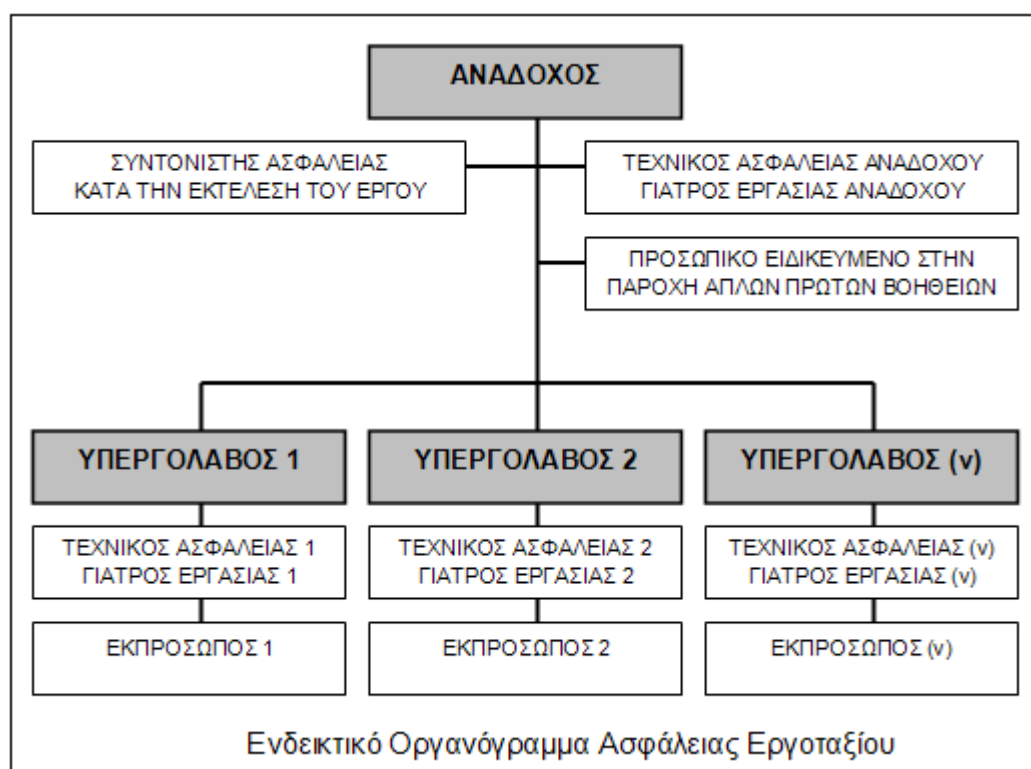 ΑΝΑΔΟΧΟΣ
ΣΥΝΤΟΝΙΣΤΗΣ ΑΣΦΑΛΕΙΑΣ
ΚΑΤΑ ΤΗΝ ΕΚΤΕΛΕΣΗ ΤΟΥ ΕΡΓΟΥ
ΤΕΧΝΙΚΟΣ ΑΣΦΑΛΕΙΑΣ ΑΝΑΔΟΧΟΥ
ΓΙΑΤΡΟΣ ΕΡΓΑΣΙΑΣ ΑΝΑΔΟΧΟΥ
ΠΡΟΣΩΠΙΚΟ ΕΙΔΙΚΕΥΜΕΝΟ ΣΤΗΝ
ΠΑΡΟΧΗ ΑΠΛΩΝ ΠΡΩΤΩΝ ΒΟΗΘΕΙΩΝ
ΥΠΕΡΓΟΛΑΒΟΣ 1
ΥΠΕΡΓΟΛΑΒΟΣ 2
ΥΠΕΡΓΟΛΑΒΟΣ (ν)
ΤΕΧΝΙΚΟΣ ΑΣΦΑΛΕΙΑΣ 1
ΓΙΑΤΡΟΣ ΕΡΓΑΣΙΑΣ 1
ΤΕΧΝΙΚΟΣ ΑΣΦΑΛΕΙΑΣ 2
ΓΙΑΤΡΟΣ ΕΡΓΑΣΙΑΣ 2
ΤΕΧΝΙΚΟΣ ΑΣΦΑΛΕΙΑΣ (ν)
ΓΙΑΤΡΟΣ ΕΡΓΑΣΙΑΣ (ν)
ΕΚΠΡΟΣΩΠΟΣ 1
ΕΚΠΡΟΣΩΠΟΣ 2
ΕΚΠΡΟΣΩΠΟΣ (ν)
Ενδεικτικό Οργανόγραμμα Ασφάλειας Εργοταξίου